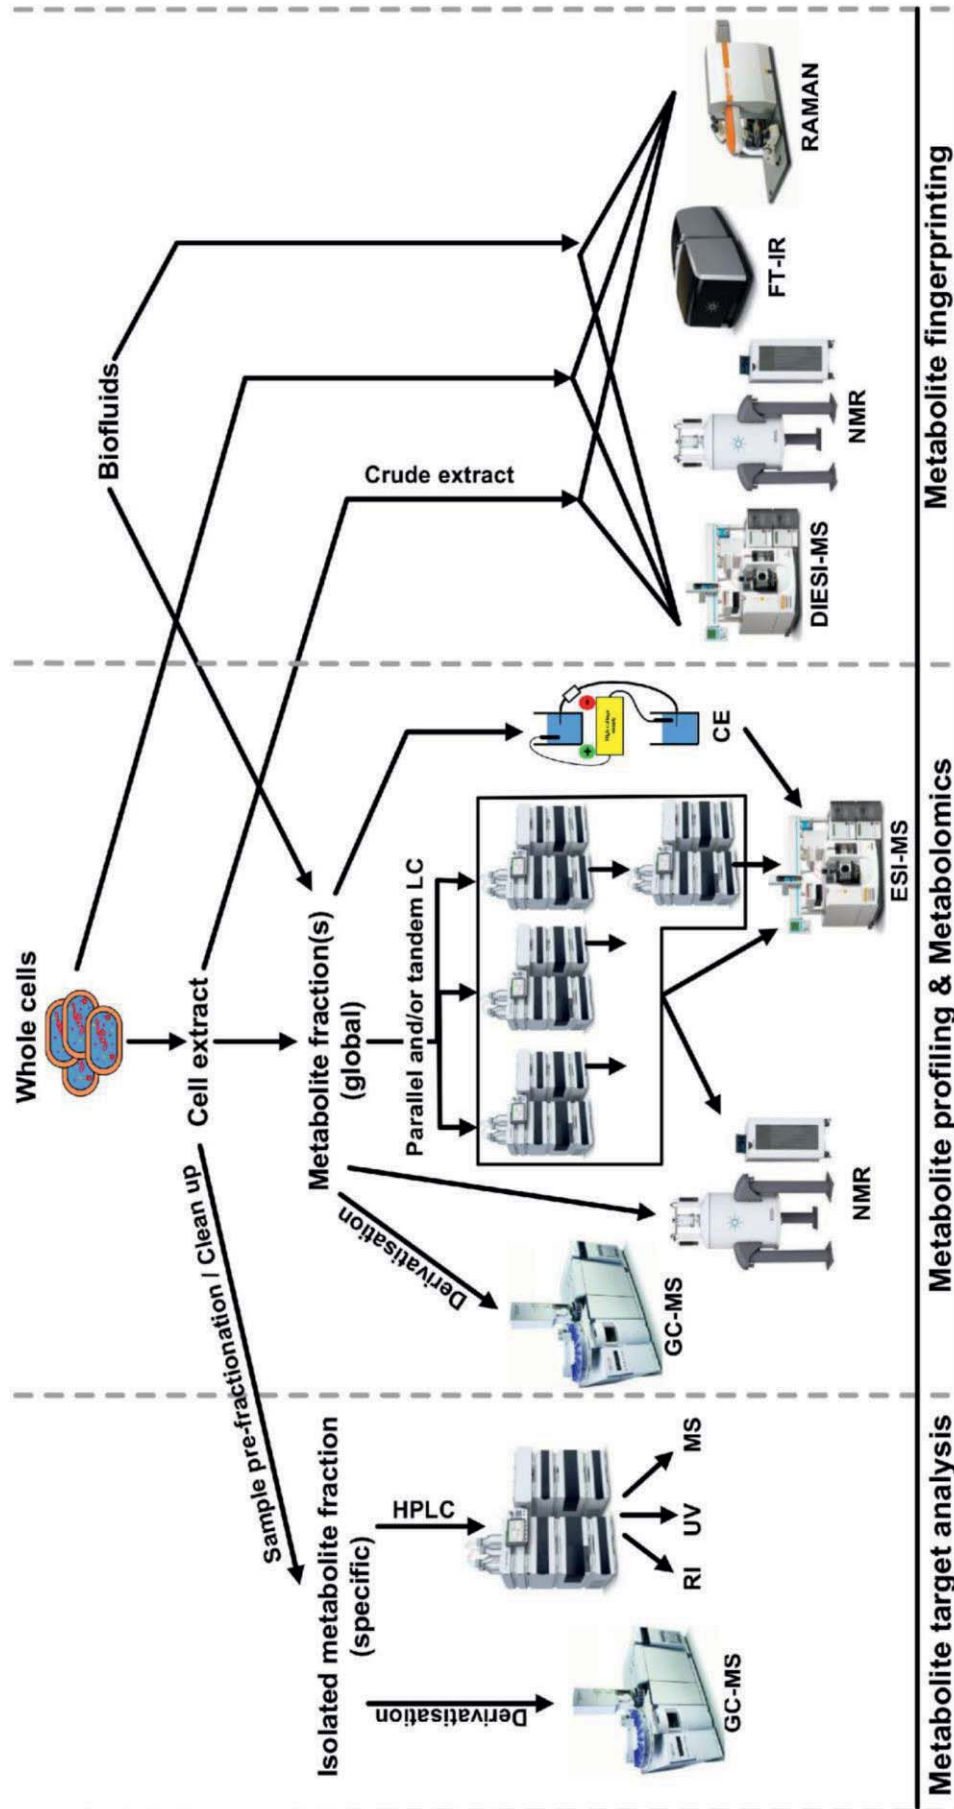 Whole cells
Biofluids
Cell extract
Sample pre-fractionation / Clean up
Crude extract
Isolated metabolite fraction
(specific)
Metabolite fraction(s)
(global)
Derivatisation
HPLC
Derivatisation
Parallel and/or tandem LC
+
-
CE
RI
UV
MS
GC-MS
GC-MS
NMR
ESI-MS
DIESI-MS
NMR
FT-IR
RAMAN
Metabolite target analysis
Metabolite profiling & Metabolomics
Metabolite fingerprinting